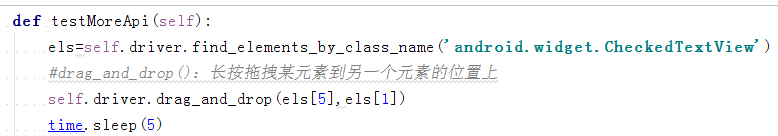 def testMoreApi(self):
els=self.driver.find_elements_by_class_name('android.widget.CheckedTextView')
#drag_and_drop()：长按拖拽某元素到另一个元素的位置上
self.driver.drag_and_drop(els[5],els[1])
time.sleep(5)